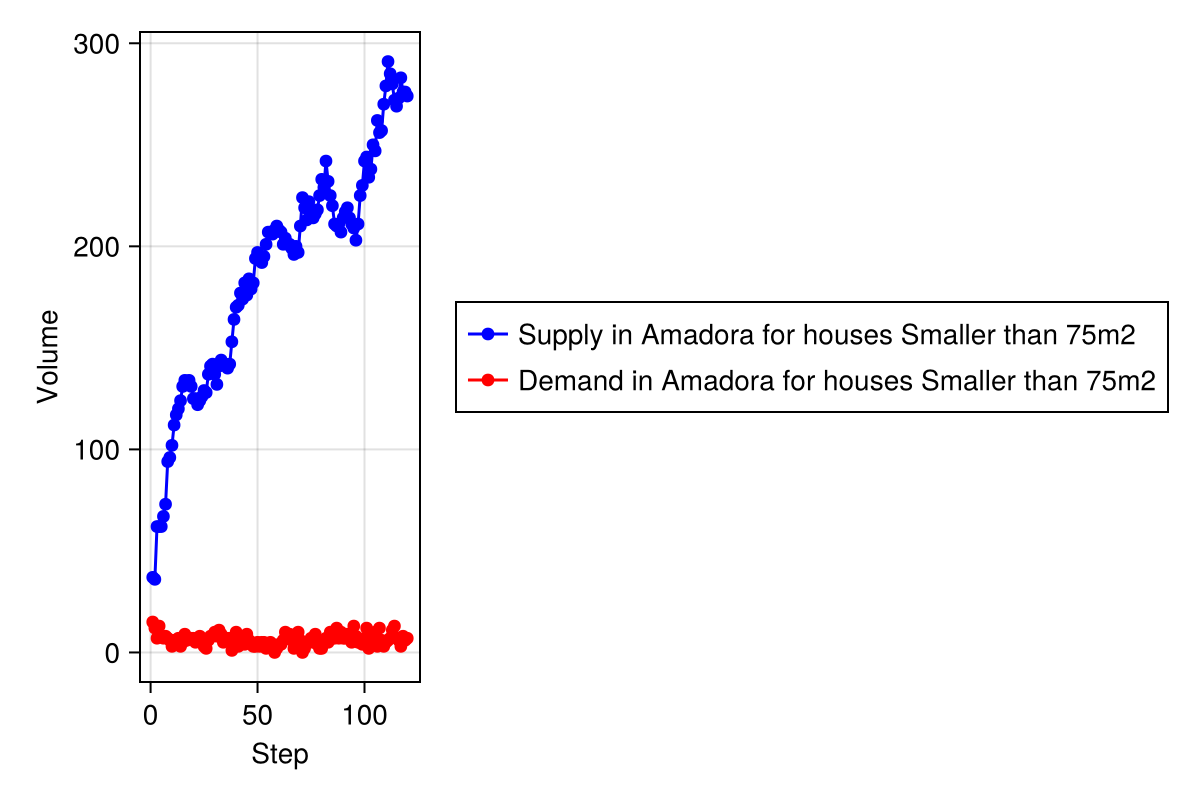 300
200
100
0
Volume
0 50 100
Step
Supply in Amadora for houses Smaller than 75m2
Demand in Amadora for houses Smaller than 75m2